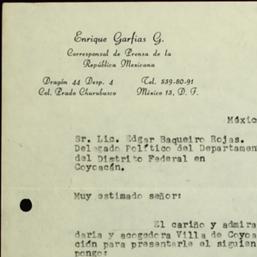 Enrique Garfias G.
Corresponsal de Prensa de la
República Mexicana
Dragón 44 Desp. 4
Col. Prado Churubusco
Tel. 539-80-91
México 13, D. F.
Méxic
Sr. Lic. Edgar Baqueiro Rojas.
Delegado Político del Departamen
del Distrito Federal en
Coyoacán.
Muy estimado señor:
El cariño y admira
daria y acogedora Villa de Coyoa
ción para presentarle el siguien
pongo: